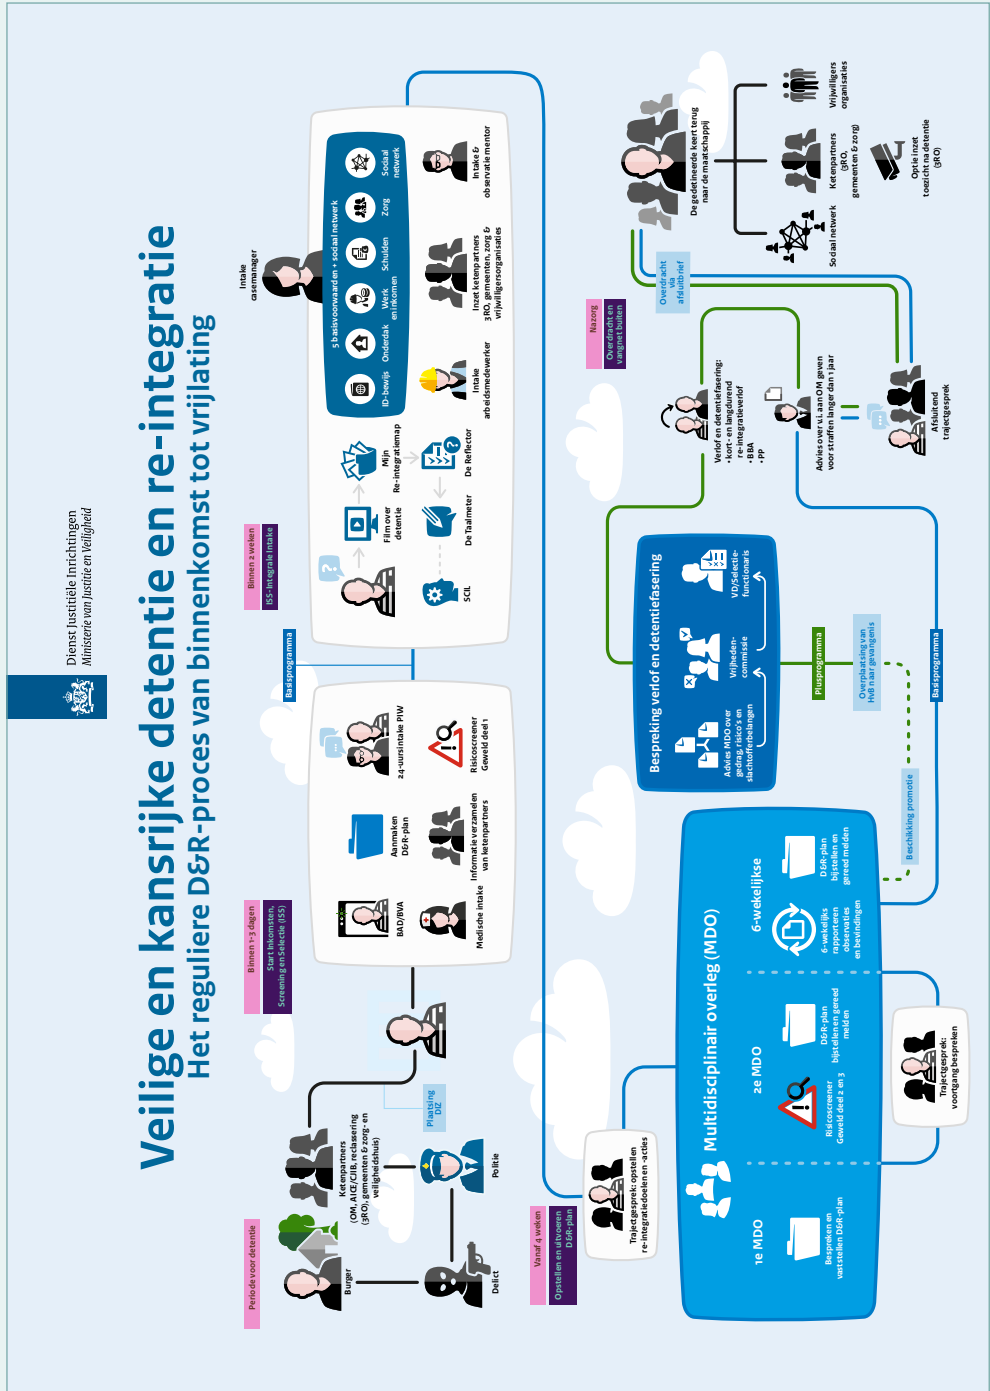 Dienst Justitiële Inrichtingen
Ministerie van Justitie en Veiligheid
Veilige en kansrijke detentie en re-integratie
Het reguliere D&R-proces van binnenkomst tot vrijlating
Periode voor detentie
Burger
Ketenpartners
(OM, AICE/CJIB, reclassering
(3RO), gemeenten & zorg- en
veiligheidshuis)
Delict
Politie
Plaatsing
DIZ
Binnen 1-3 dagen
Start Inkomsten,
Screening en Selectie (ISS)
BAD/BVA
Aanmaken
D&R-plan
24-uursintake PIW
Medische intake
Informatie verzamelen
van ketenpartners
Risicoscreener
Geweld deel 1
Basisprogramma
Binnen 2 weken
ISS-Integrale Intake
Film over
detentie
Mijn
Re-integratiemap
SCIL
De Taalmeter
De Reflector
Intake
casemanager
5 basisvoorwaarden + sociaal netwerk
ID-bewijs
Onderdak
Werk
en inkomen
Schulden
Zorg
Sociaal
netwerk
Intake
arbeidsmedewerker
Inzet ketenpartners
3RO, gemeenten, zorg &
vrijwilligersorganisaties
Intake &
observatie mentor
Vanaf 4 weken
Opstellen en uitvoeren
D&R-plan
Trajectgesprek: opstellen
re-integratiedoelen en -acties
Multidisciplinair overleg (MDO)
1e MDO
Bespreken en
vaststellen D&R-plan
2e MDO
Risicoscreener
Geweld deel 2 en 3
D&R-plan
bijstellen en gereed
melden
6-wekelijkse
6-wekelijks
rapporteren
observaties
en bevindingen
D&R-plan
bijstellen en
gereed melden
Trajectgesprek:
voortgang bespreken
Beschikking promotie
Basisprogramma
Overplaatsing van
HvB naar gevangenis
Plusprogramma
Bespreking verlof en detentiefasering
Advies MDO over
gedrag, risico's en
slachtofferbelangen
Vrijheden-
commissie
VD/Selectie-
functionaris
Nazorg
Overdracht en
vangnet buiten
Verlof en detentiefasering:
• kort- en langdurend
re-integratieverlof
• BBA
• PP
Advies over v.i. aan OM geven
voor straffen langer dan 1 jaar
Afsluitend
trajectgesprek
Overdracht
via
afsluitbrief
De gedetineerde keert terug
naar de maatschappij
Sociaal netwerk
Ketenpartners
(3RO,
gemeenten & zorg)
Vrijwilligers
organisaties
Optie inzet
toezicht na detentie
(3RO)